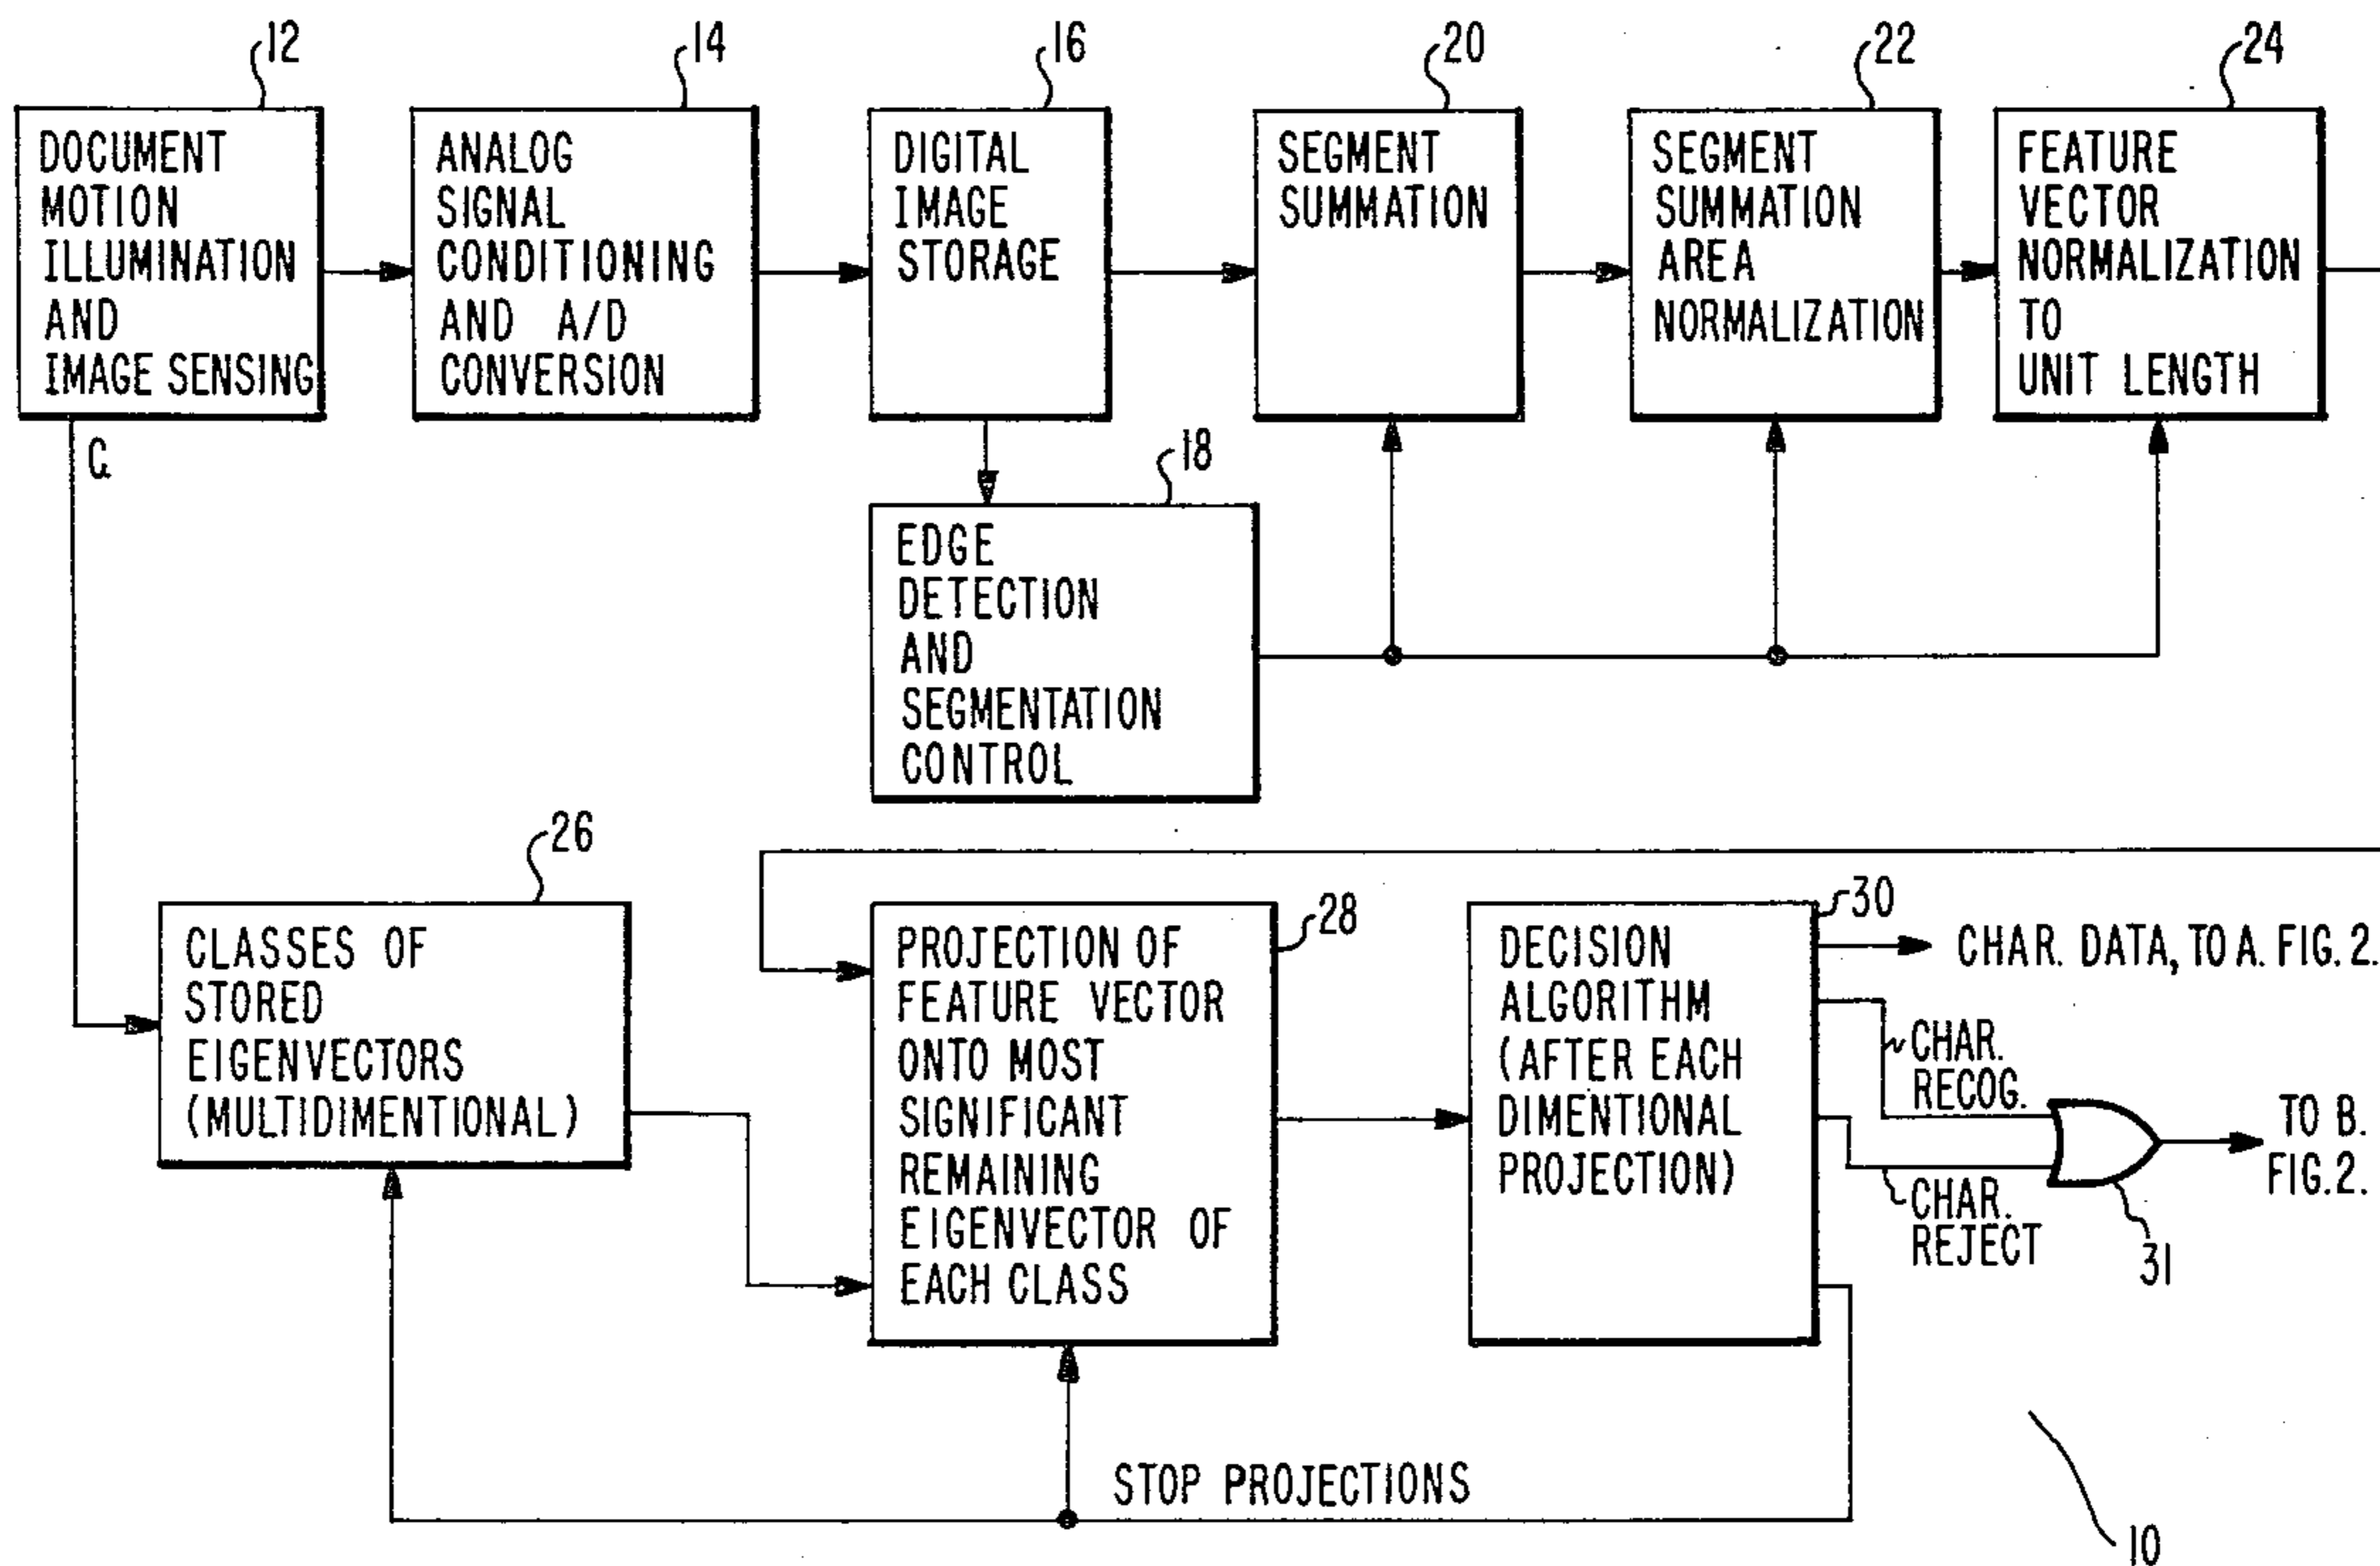 12
DOCUMENT
MOTION
ILLUMINATION
AND
IMAGE SENSING
14
ANALOG
SIGNAL
CONDITIONING
AND A/D
CONVERSION
16
DIGITAL
IMAGE
STORAGE
20
SEGMENT
SUMMATION
22
SEGMENT
SUMMATION
AREA
NORMALIZATION
24
FEATURE
VECTOR
NORMALIZATION
TO
UNIT LENGTH
C.
18
EDGE
DETECTION
AND
SEGMENTATION
CONTROL
26
CLASSES OF
STORED
EIGENVECTORS
(MULTIDIMENTIONAL)
28
PROJECTION OF
FEATURE VECTOR
ONTO MOST
SIGNIFICANT
REMAINING
EIGENVECTOR OF
EACH CLASS
30
DECISION
ALGORITHM
(AFTER EACH
DIMENTIONAL
PROJECTION)
CHAR. DATA, TO A. FIG. 2.
CHAR.
RECOG.
CHAR.
REJECT
31
TO B.
FIG. 2.
STOP PROJECTIONS
10